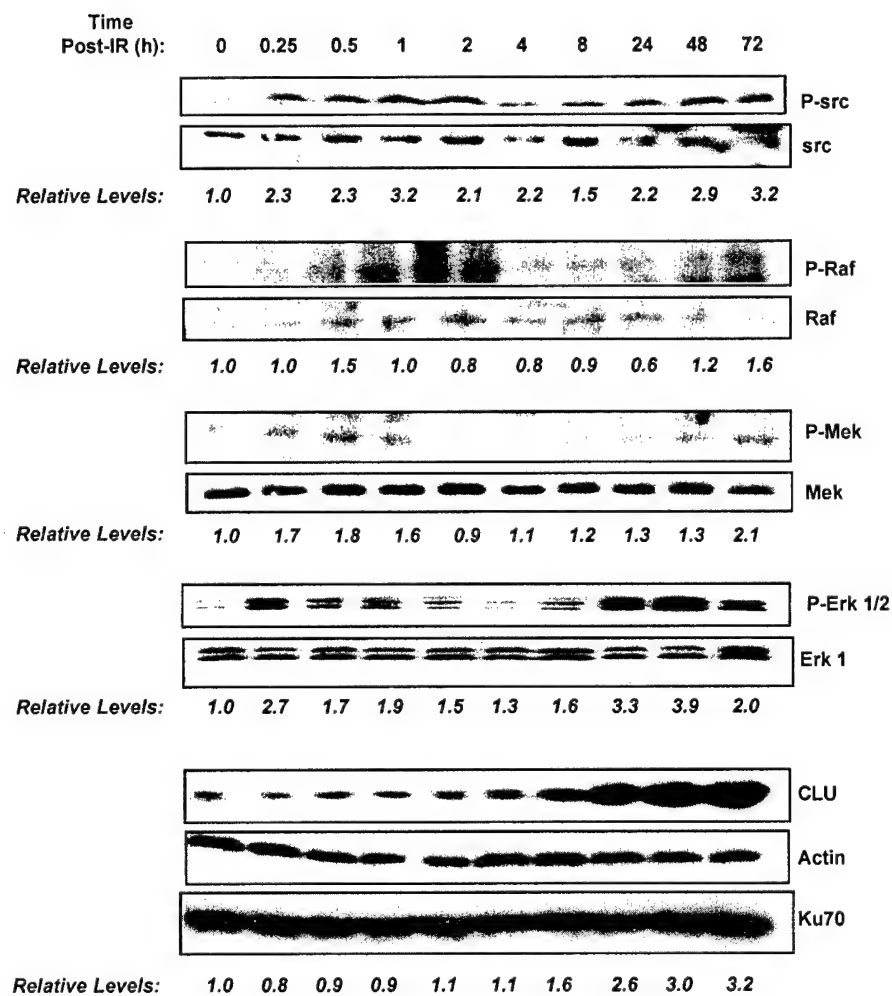 Time
Post-IR (h): 0 0.25 0.5 1 2 4 8 24 48 72
P-src
src
Relative Levels: 1.0 2.3 2.3 3.2 2.1 2.2 1.5 2.2 2.9 3.2
P-Raf
Raf
Relative Levels: 1.0 1.0 1.5 1.0 0.8 0.8 0.9 0.6 1.2 1.6
P-Mek
Mek
Relative Levels: 1.0 1.7 1.8 1.6 0.9 1.1 1.2 1.3 1.3 2.1
P-Erk 1/2
Erk 1
Relative Levels: 1.0 2.7 1.7 1.9 1.5 1.3 1.6 3.3 3.9 2.0
CLU
Actin
Ku70
Relative Levels: 1.0 0.8 0.9 0.9 1.1 1.1 1.6 2.6 3.0 3.2